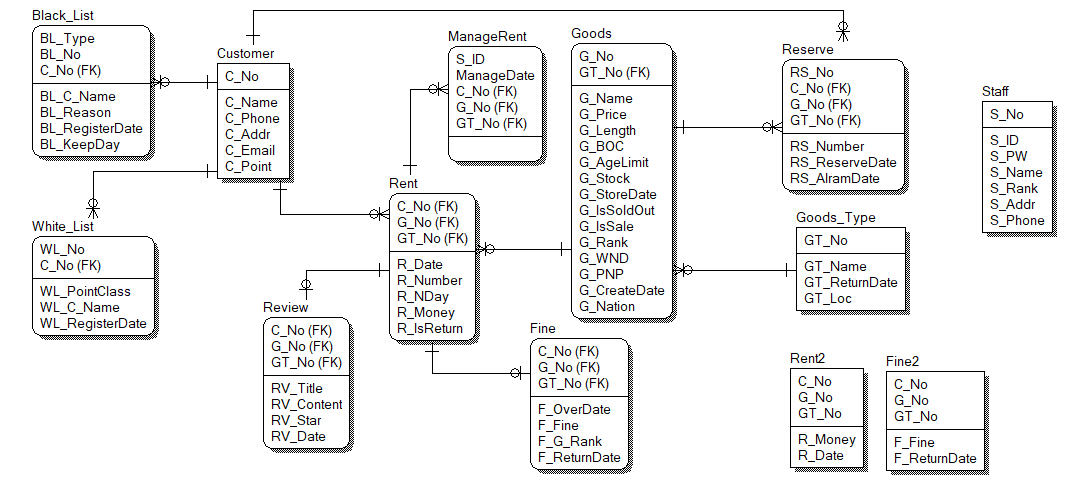 Black_List
BL_Type
BL_No
C_No (FK)
BL_C_Name
BL_Reason
BL_RegisterDate
BL_KeepDay
Customer
C_No
C_Name
C_Phone
C_Addr
C_Email
C_Point
White_List
WL_No
C_No (FK)
WL_PointClass
WL_C_Name
WL_RegisterDate
ManageRent
S_ID
ManageDate
C_No (FK)
G_No (FK)
GT_No (FK)
Rent
C_No (FK)
G_No (FK)
GT_No (FK)
R_Date
R_Number
R_NDay
R_Money
R_IsReturn
Review
C_No (FK)
G_No (FK)
GT_No (FK)
RV_Title
RV_Content
RV_Star
RV_Date
Goods
G_No
GT_No (FK)
G_Name
G_Price
G_Length
G_BOC
G_AgeLimit
G_Stock
G_StoreDate
G_IsSoldOut
G_IsSale
G_Rank
G_WND
G_PNP
G_CreateDate
G_Nation
Fine
C_No (FK)
G_No (FK)
GT_No (FK)
F_OverDate
F_Fine
F_G_Rank
F_ReturnDate
Reserve
RS_No
C_No (FK)
G_No (FK)
GT_No (FK)
RS_Number
RS_ReserveDate
RS_AlramDate
Goods_Type
GT_No
GT_Name
GT_ReturnDate
GT_Loc
Staff
S_No
S_ID
S_PW
S_Name
S_Rank
S_Addr
S_Phone
Rent2
C_No
G_No
GT_No
R_Money
R_Date
Fine2
C_No
G_No
GT_No
F_Fine
F_ReturnDate